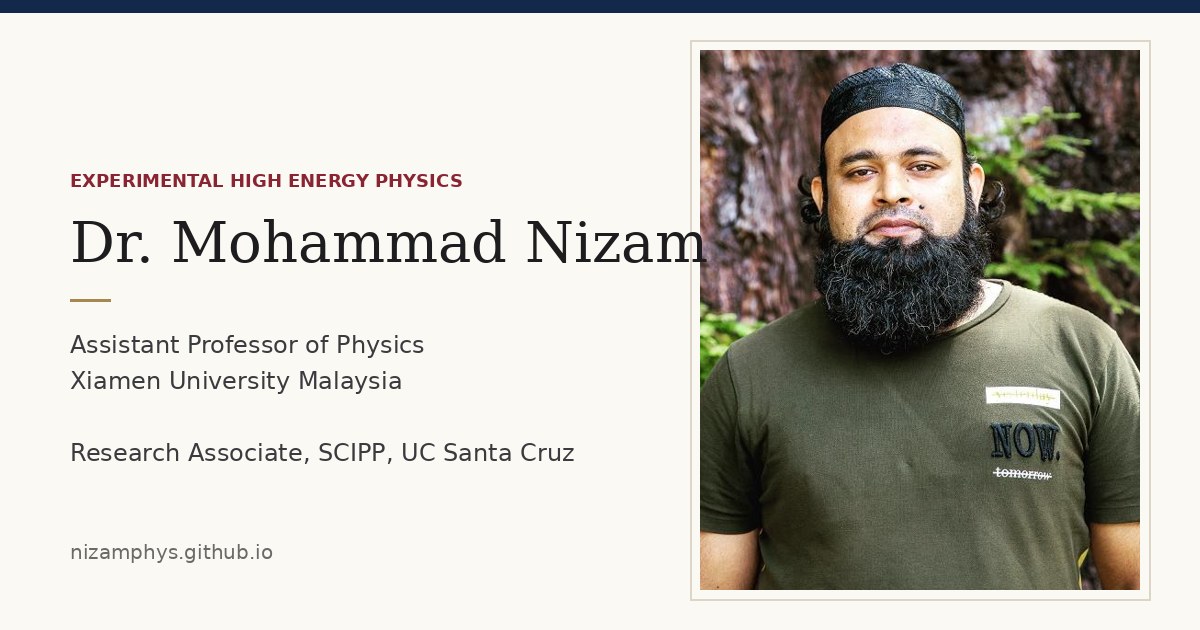 EXPERIMENTAL HIGH ENERGY PHYSICS
Dr. Mohammad Nizam
Assistant Professor of Physics
Xiamen University Malaysia
Research Associate, SCIPP, UC Santa Cruz
nizamphys.github.io
NOW.
tomorrow